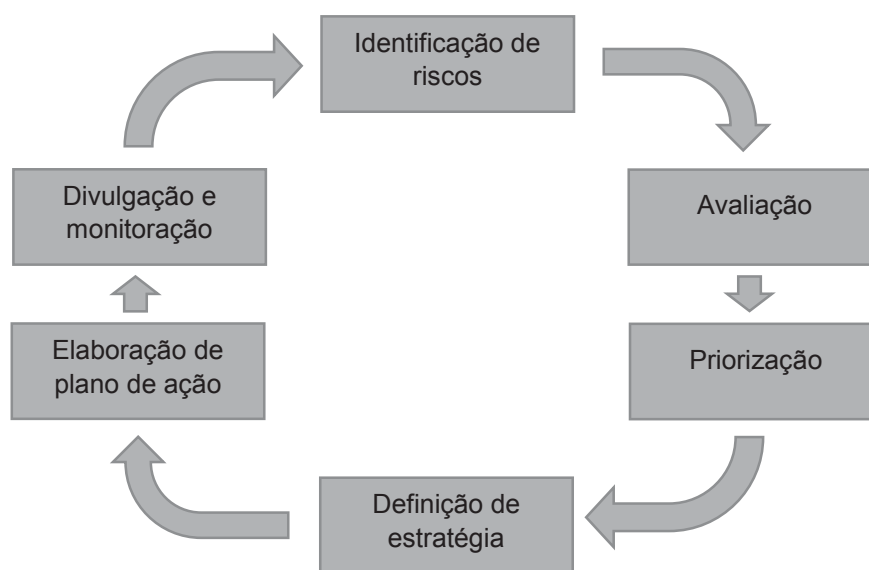 Identificação de
riscos
Avaliação
Priorização
Definição de
estratégia
Elaboração de
plano de ação
Divulgação e
monitoração